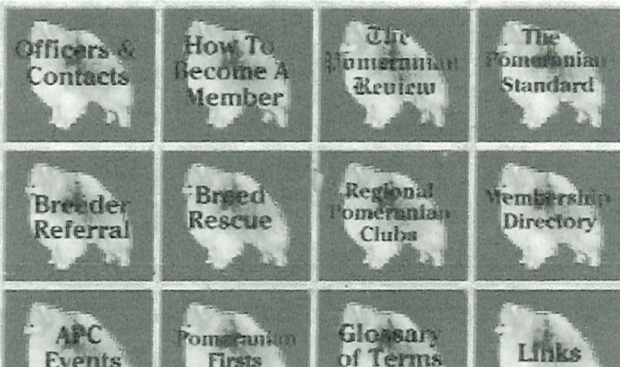 Officers &
Contacts
How To
Become A
Member
The
Pomeranian
Review
The
Pomeranian
Standard
Breeder
Referral
Breed
Rescue
Regional
Pomeranian
Clubs
Membership
Directory
APC
Events
Pomeranian
Firsts
Glossary
of Terms
Links